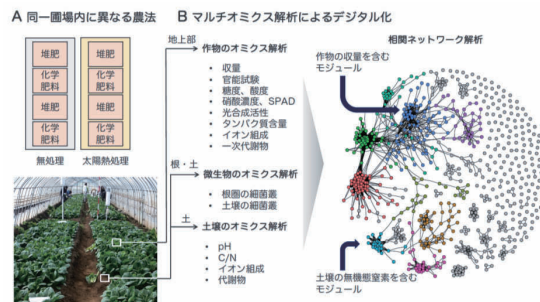 A 同一圃場内に異なる農法
堆肥
化学
肥料
堆肥
化学
肥料
無処理
堆肥
化学
肥料
堆肥
化学
肥料
太陽熱処理
B マルチオミクス解析によるデジタル化
地上部
作物のオミクス解析
・収量
・官能試験
・糖度、酸度
・硝酸濃度、SPAD
・光合成活性
・タンパク質含量
・イオン組成
・一次代謝物
根・土
微生物のオミクス解析
・根圏の細菌叢
・土壌の細菌叢
土
土壌のオミクス解析
・pH
・C/N
・イオン組成
・代謝物
相関ネットワーク解析
作物の収量を含む
モジュール
土壌の無機態窒素を含む
モジュール